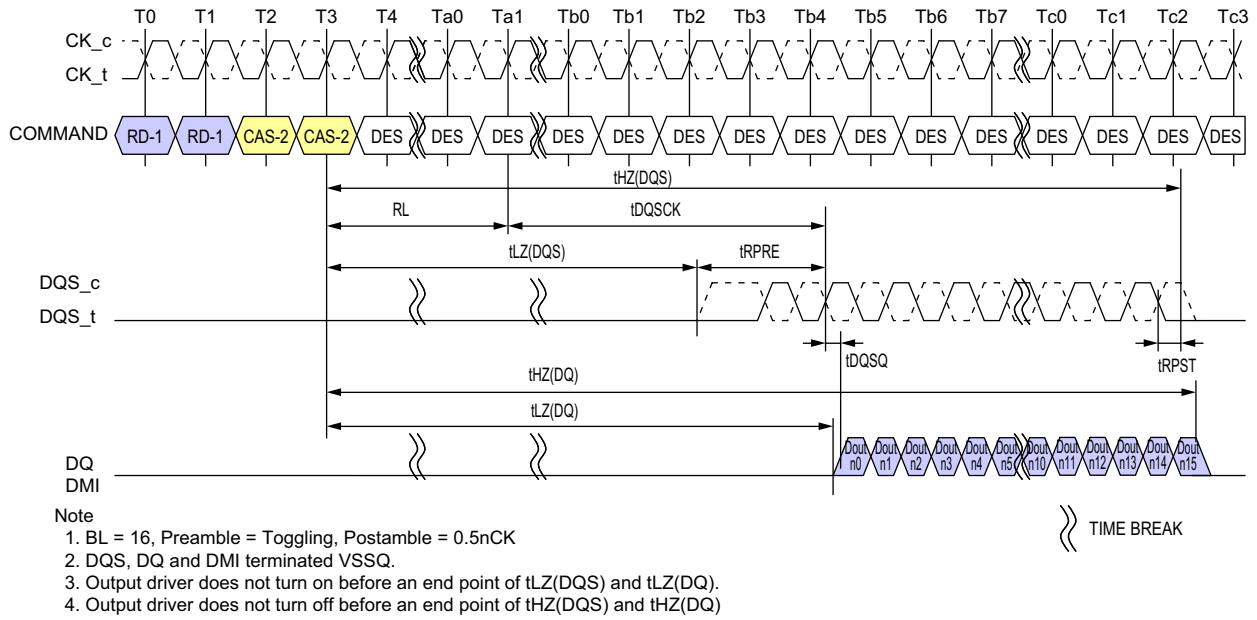 T0 T1 T2 T3 T4 Ta0 Ta1 Tb0 Tb1 Tb2 Tb3 Tb4 Tb5 Tb6 Tb7 Tc0 Tc1 Tc2 Tc3
CK_c
CK_t
COMMAND RD-1 RD-1 CAS-2 CAS-2 DES DES DES DES DES DES DES DES DES DES DES DES DES DES DES
tHZ(DQS)
RL tDQSCK
tLZ(DQS) tRPRE
DQS_c
DQS_t
tDQSQ tRPST
tHZ(DQ)
tLZ(DQ)
Dout Dout Dout Dout Dout Dout Dout Dout Dout Dout Dout Dout
n0 n1 n2 n3 n4 n5 n10 n11 n12 n13 n14 n15
DQ
DMI
Note
1. BL = 16, Preamble = Toggling, Postamble = 0.5nCK
2. DQS, DQ and DMI terminated VSSQ.
3. Output driver does not turn on before an end point of tLZ(DQS) and tLZ(DQ).
4. Output driver does not turn off before an end point of tHZ(DQS) and tHZ(DQ)
TIME BREAK